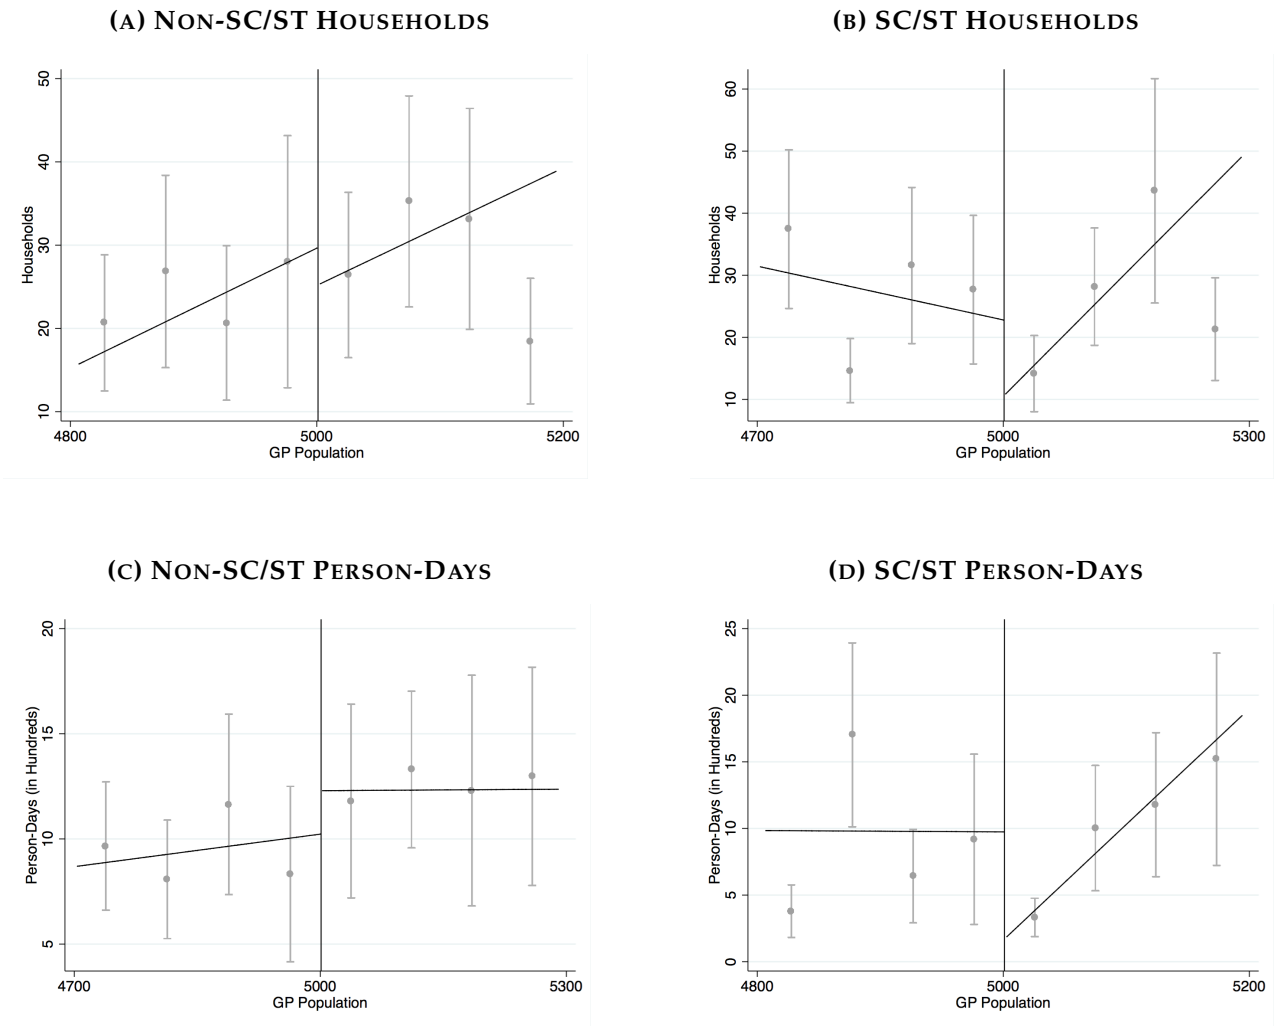 (A) NON-SC/ST HOUSEHOLDS
50
40
30
20
10
Households
4800 5000 5200
GP Population
(B) SC/ST HOUSEHOLDS
60
50
40
30
20
10
Households
4700 5000 5300
GP Population
(C) NON-SC/ST PERSON-DAYS
20
15
10
5
Person-Days (in Hundreds)
4700 5000 5300
GP Population
(D) SC/ST PERSON-DAYS
25
20
15
10
5
0
Person-Days (in Hundreds)
4800 5000 5200
GP Population